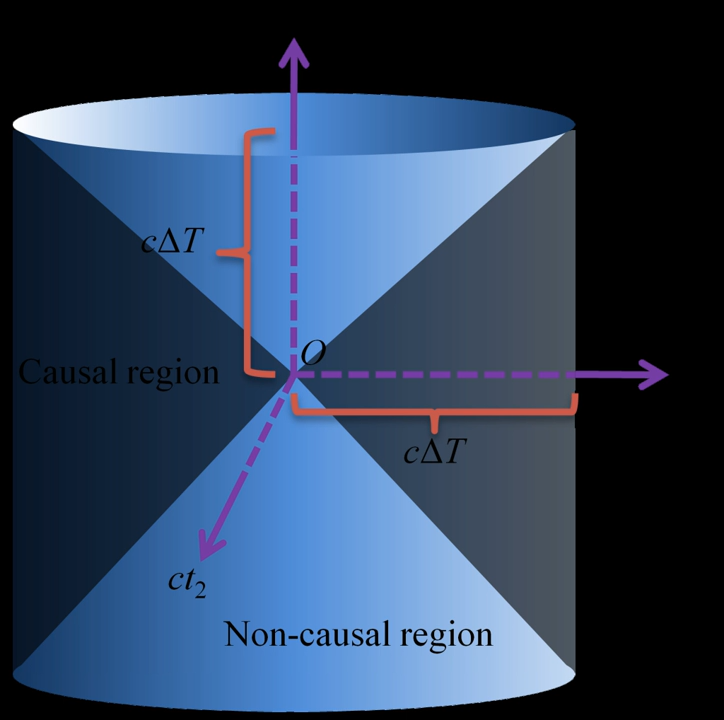 cΔT
O
Causal region
cΔT
ct₂
Non-causal region